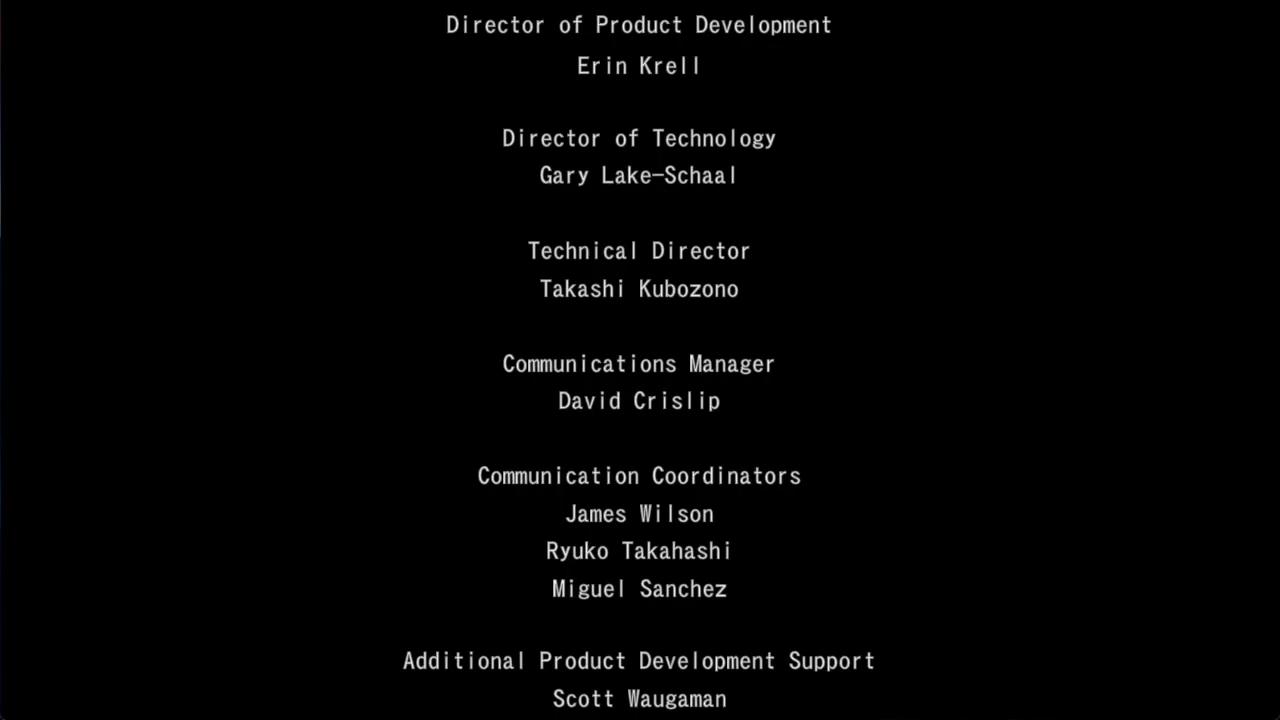 Director of Product Development
Erin Krell
Director of Technology
Gary Lake-Schaal
Technical Director
Takashi Kubozono
Communications Manager
David Crislip
Communication Coordinators
James Wilson
Ryuko Takahashi
Miguel Sanchez
Additional Product Development Support
Scott Waugaman